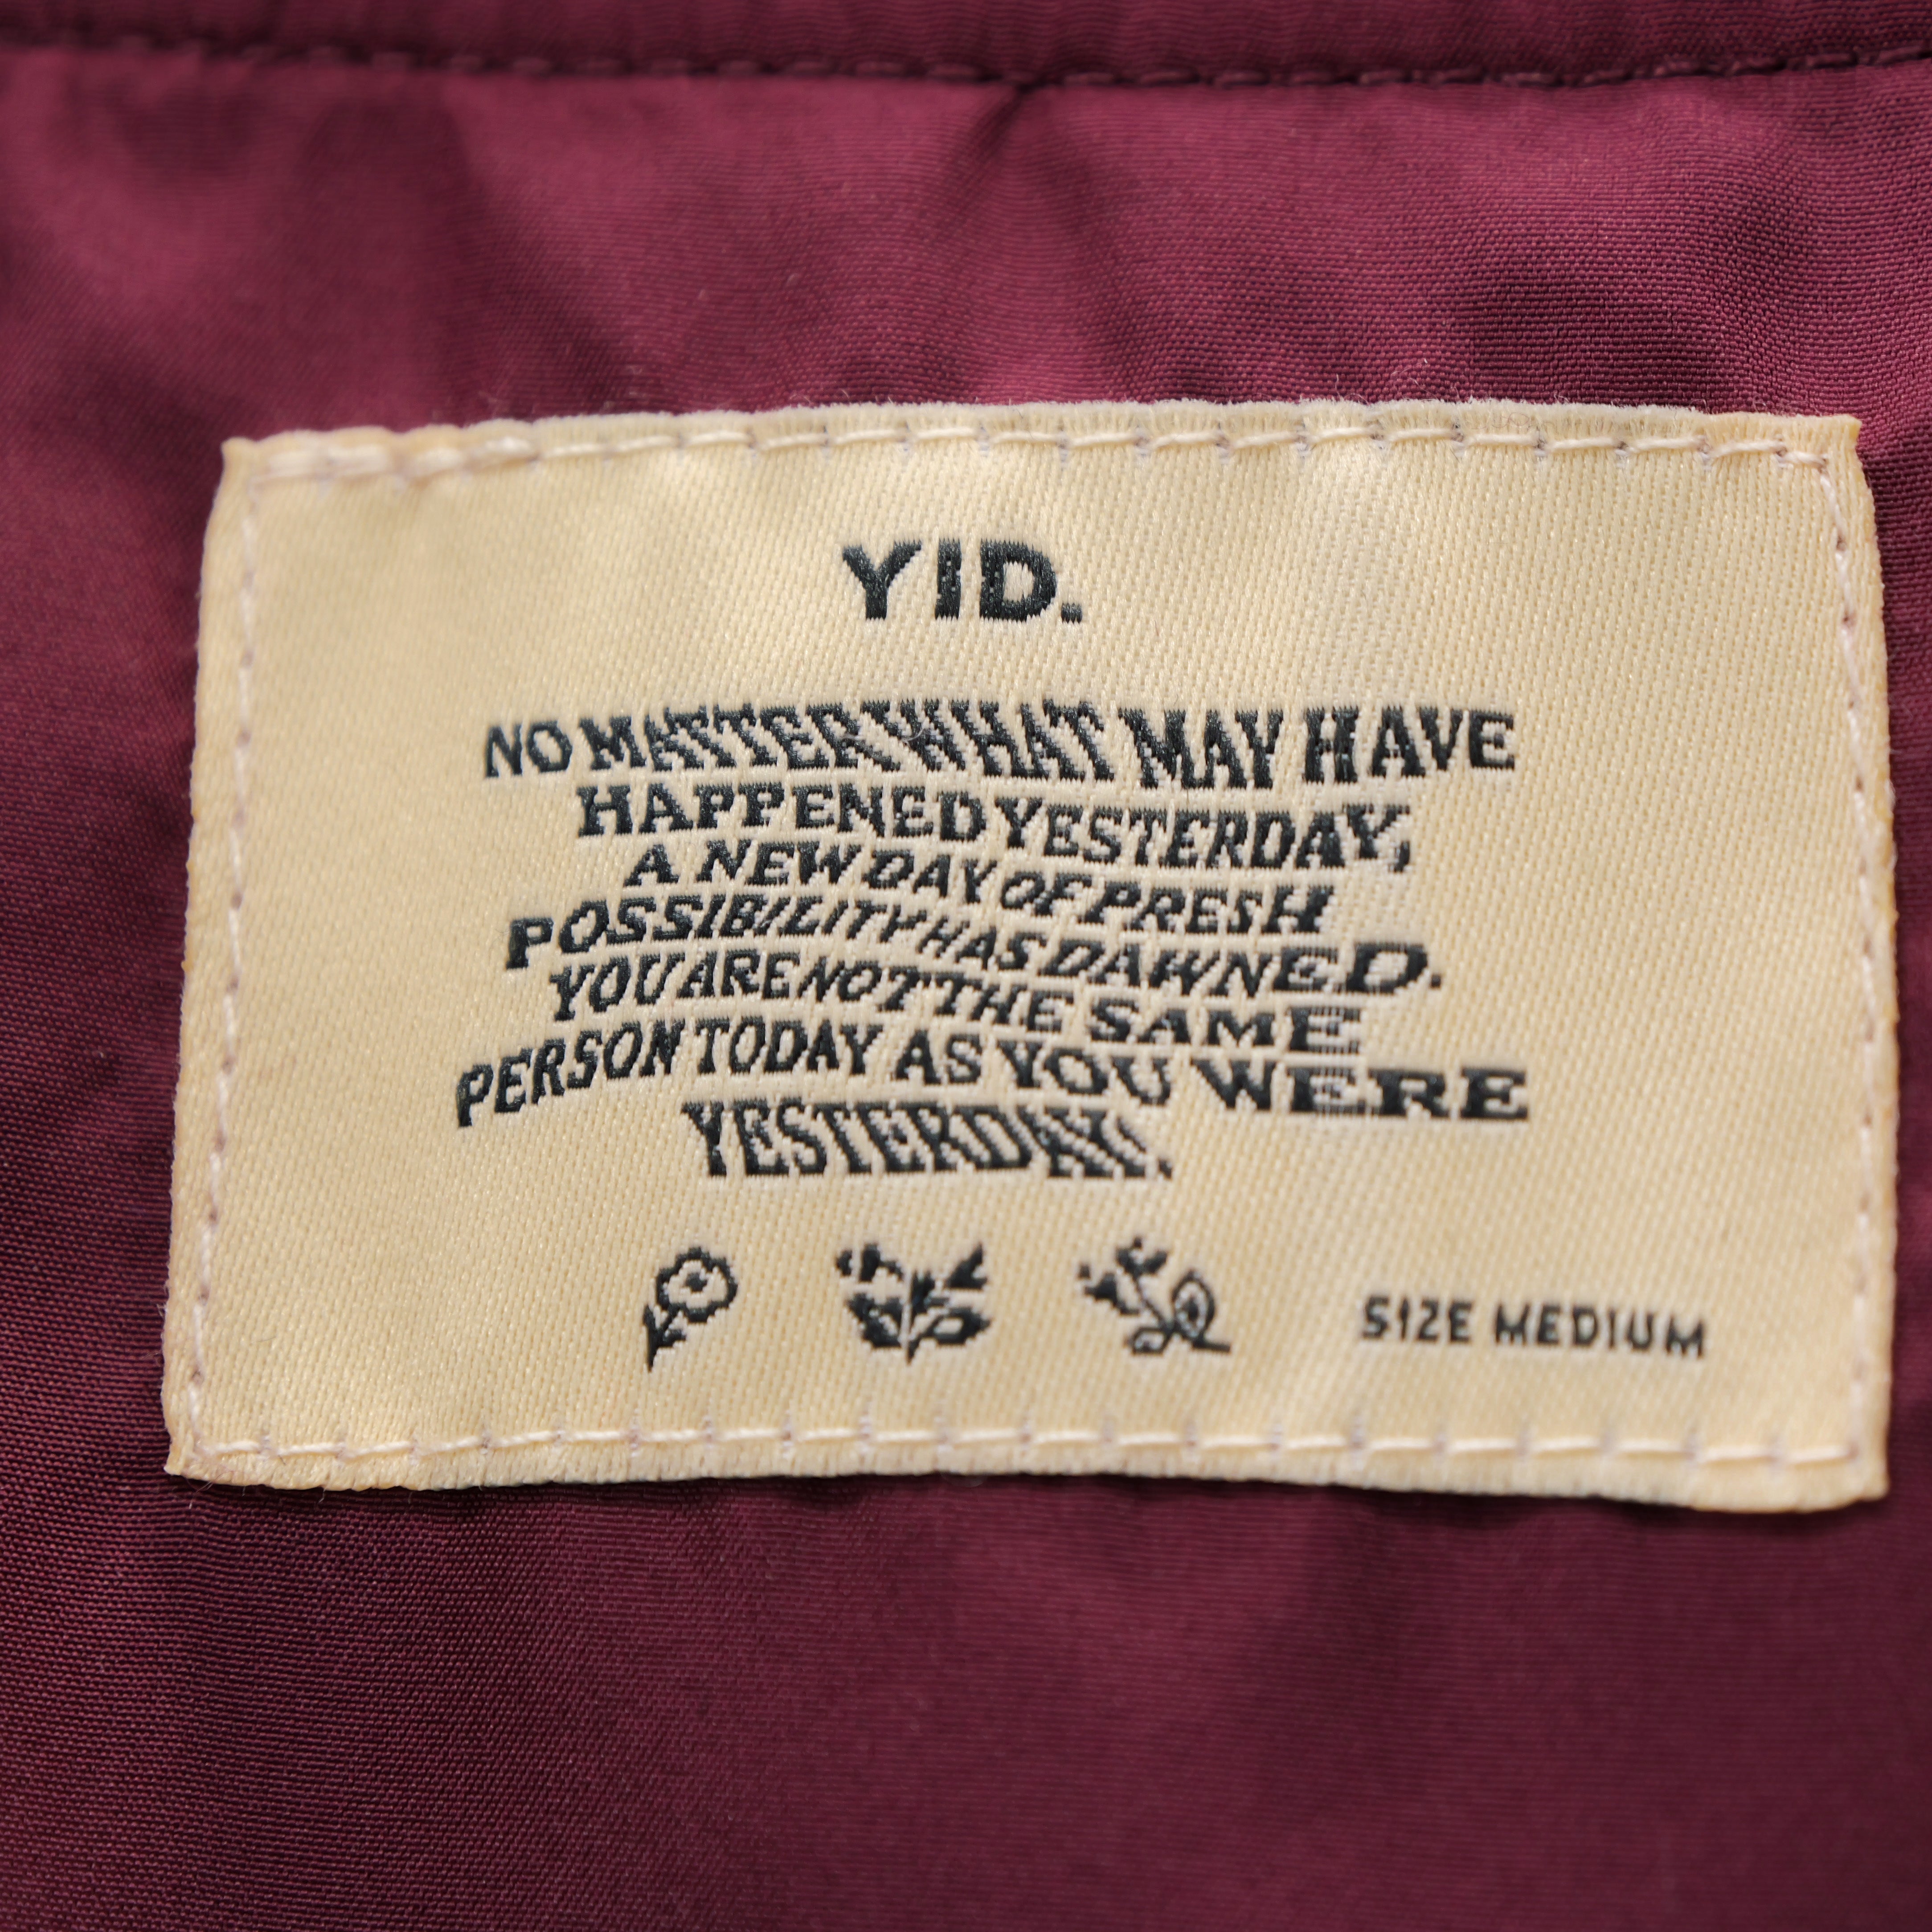 YID.
NO MATTER WHAT MAY HAVE
HAPPENED YESTERDAY,
A NEW DAY OF PRESH
POSSIBILITY HAS DAWNED.
YOU ARE NOT THE SAME
PERSON TODAY AS YOU WERE
YESTERDAY.
SIZE MEDIUM